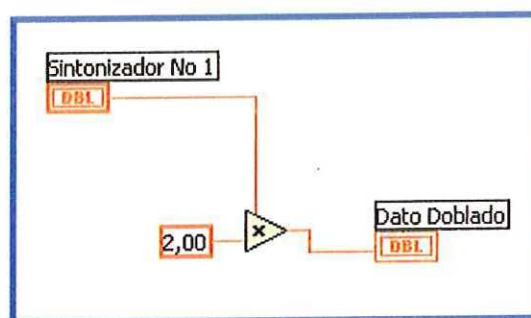 Sintonizador No 1
DBL
2,00
x
Dato Doblado
DBL